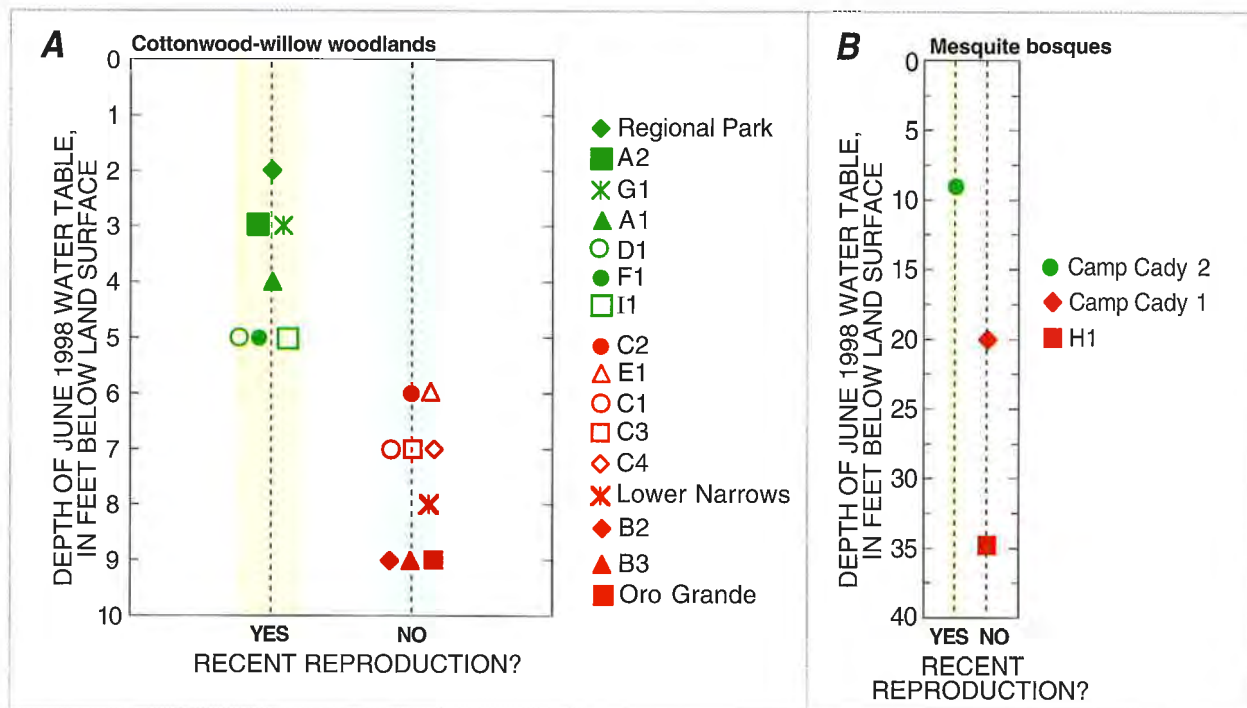 A
Cottonwood-willow woodlands
DEPTH OF JUNE 1998 WATER TABLE,
IN FEET BELOW LAND SURFACE
0
1
2
3
4
5
6
7
8
9
10
YES
NO
RECENT REPRODUCTION?
Regional Park
A2
G1
A1
D1
F1
I1
C2
E1
C1
C3
C4
Lower Narrows
B2
B3
Oro Grande
B
Mesquite bosques
DEPTH OF JUNE 1998 WATER TABLE,
IN FEET BELOW LAND SURFACE
0
5
10
15
20
25
30
35
40
YES NO
RECENT
REPRODUCTION?
Camp Cady 2
Camp Cady 1
H1